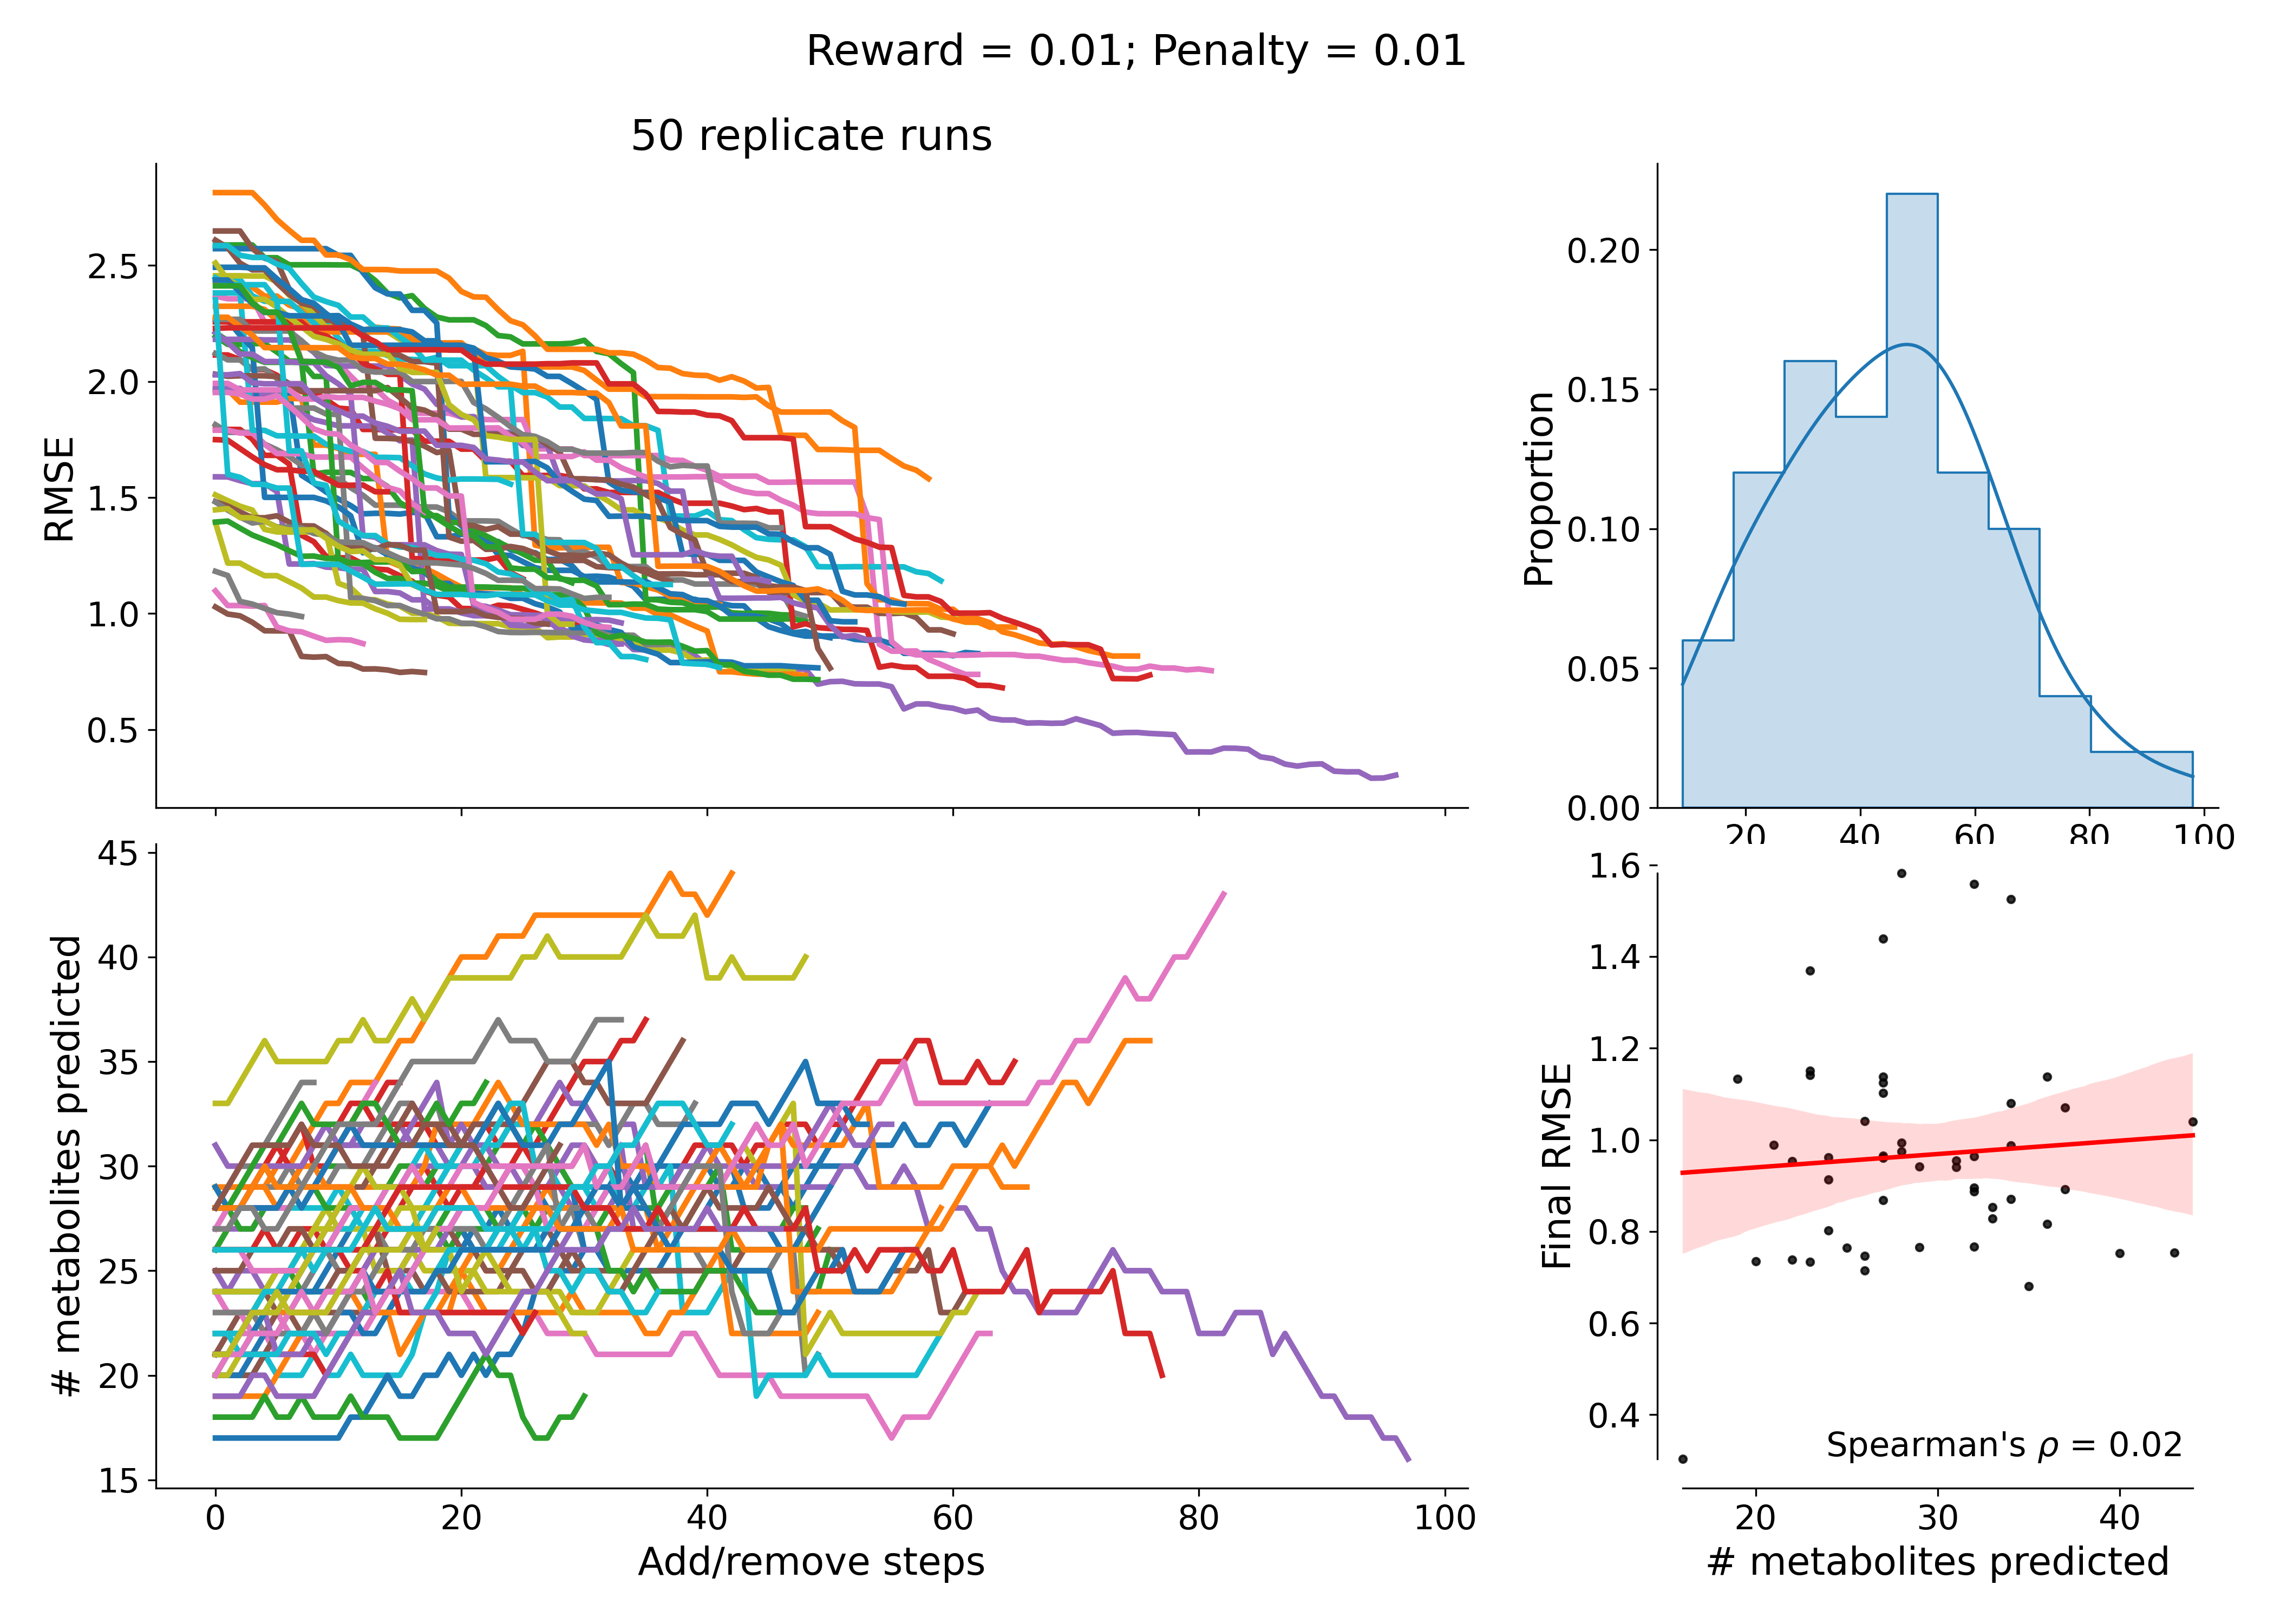 Reward = 0.01; Penalty = 0.01
50 replicate runs
RMSE
2.5
2.0
1.5
1.0
0.5
Proportion
0.20
0.15
0.10
0.05
0.00
20 40 60 80 100
# metabolites predicted
45
40
35
30
25
20
15
0 20 40 60 80 100
Add/remove steps
Final RMSE
1.6
1.4
1.2
1.0
0.8
0.6
0.4
Spearman's ρ = 0.02
20 30 40
# metabolites predicted